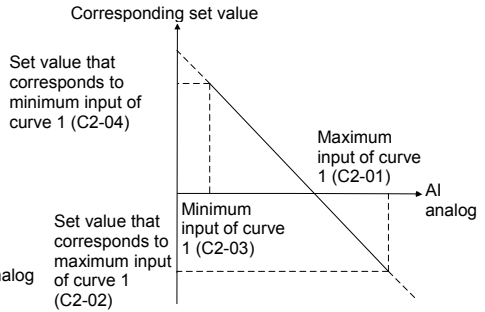 Corresponding set value
Set value that
corresponds to
minimum input of
curve 1 (C2-04)
Maximum
input of curve
1 (C2-01)
AI
analog
Minimum
input of curve
1 (C2-03)
Set value that
corresponds to
maximum input
of curve 1
(C2-02)
nalog